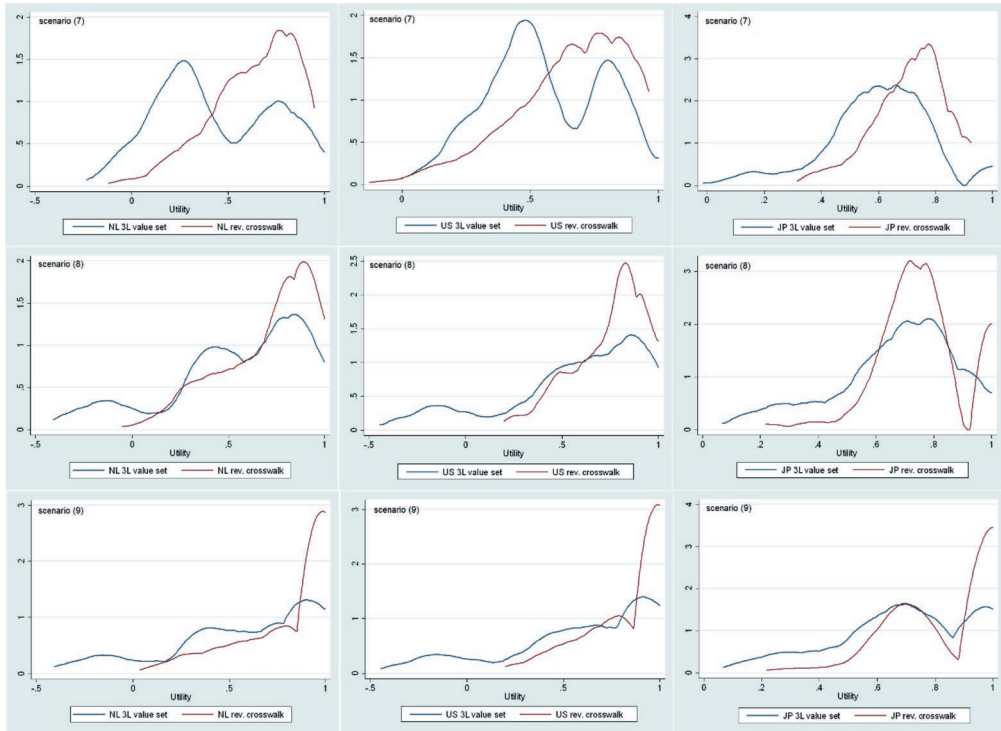 scenario (7)
2
1.5
1
.5
0
-.5 0 .5 1
Utility
NL 3L value set NL rev. crosswalk
scenario (7)
2
1.5
1
.5
0
0 .5 1
Utility
US 3L value set US rev. crosswalk
scenario (7)
4
3
2
1
0
0 .2 .4 .6 .8 1
Utility
JP 3L value set JP rev. crosswalk
scenario (8)
2
1.5
1
.5
0
-.5 0 .5 1
Utility
NL 3L value set NL rev. crosswalk
scenario (8)
2.5
2
1.5
1
.5
0
-.5 0 .5 1
Utility
US 3L value set US rev. crosswalk
scenario (8)
3
2
1
0
0 .2 .4 .6 .8 1
Utility
JP 3L value set JP rev. crosswalk
scenario (9)
3
2
1
0
-.5 0 .5 1
Utility
NL 3L value set NL rev. crosswalk
scenario (9)
3
2
1
0
-.5 0 .5 1
Utility
US 3L value set US rev. crosswalk
scenario (9)
4
3
2
1
0
0 .2 .4 .6 .8 1
Utility
JP 3L value set JP rev. crosswalk